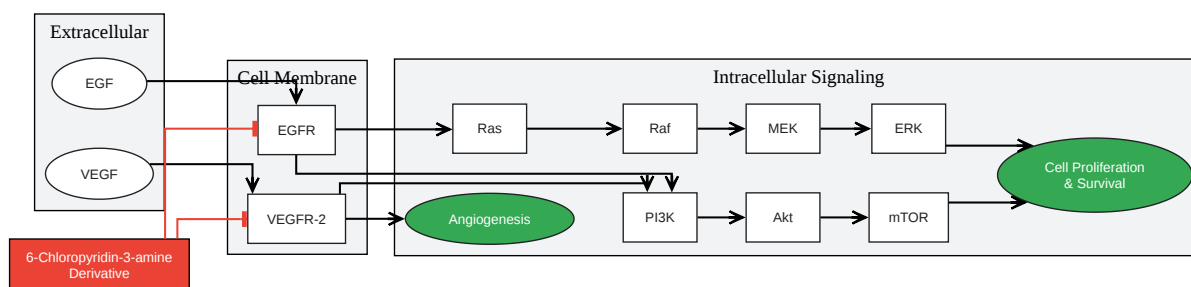 Extracellular
EGF
VEGF
Cell Membrane
EGFR
VEGFR-2
Intracellular Signaling
Ras
Raf
MEK
ERK
PI3K
Akt
mTOR
Angiogenesis
Cell Proliferation
& Survival
6-Chloropyridin-3-amine
Derivative